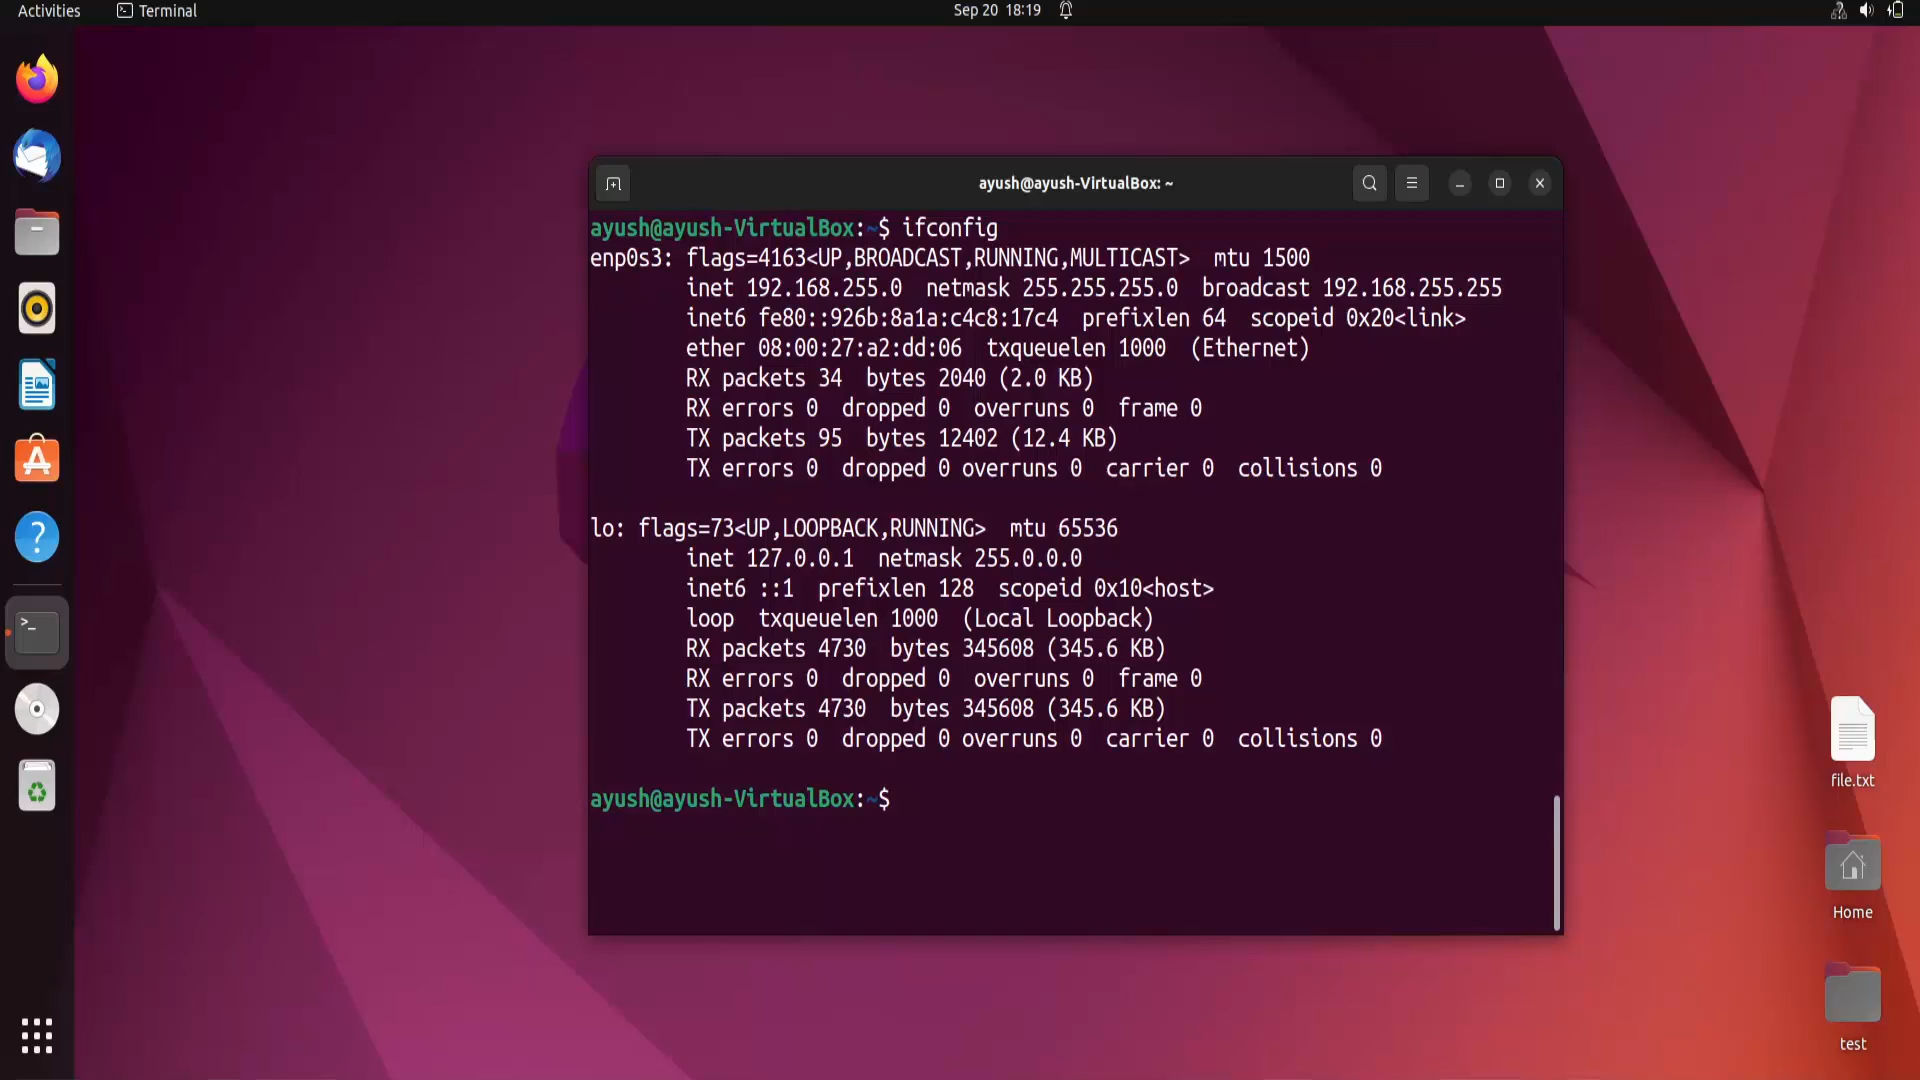 Activities
Terminal
Sep 20 18:19
ayush@ayush-VirtualBox: ~
ayush@ayush-VirtualBox:~$ ifconfig
enp0s3: flags=4163<UP,BROADCAST,RUNNING,MULTICAST>  mtu 1500
        inet 192.168.255.0  netmask 255.255.255.0  broadcast 192.168.255.255
        inet6 fe80::926b:8a1a:c4c8:17c4  prefixlen 64  scopeid 0x20<link>
        ether 08:00:27:a2:dd:06  txqueuelen 1000  (Ethernet)
        RX packets 34  bytes 2040 (2.0 KB)
        RX errors 0  dropped 0  overruns 0  frame 0
        TX packets 95  bytes 12402 (12.4 KB)
        TX errors 0  dropped 0 overruns 0  carrier 0  collisions 0

lo: flags=73<UP,LOOPBACK,RUNNING>  mtu 65536
        inet 127.0.0.1  netmask 255.0.0.0
        inet6 ::1  prefixlen 128  scopeid 0x10<host>
        loop  txqueuelen 1000  (Local Loopback)
        RX packets 4730  bytes 345608 (345.6 KB)
        RX errors 0  dropped 0  overruns 0  frame 0
        TX packets 4730  bytes 345608 (345.6 KB)
        TX errors 0  dropped 0 overruns 0  carrier 0  collisions 0

ayush@ayush-VirtualBox:~$
file.txt
Home
test